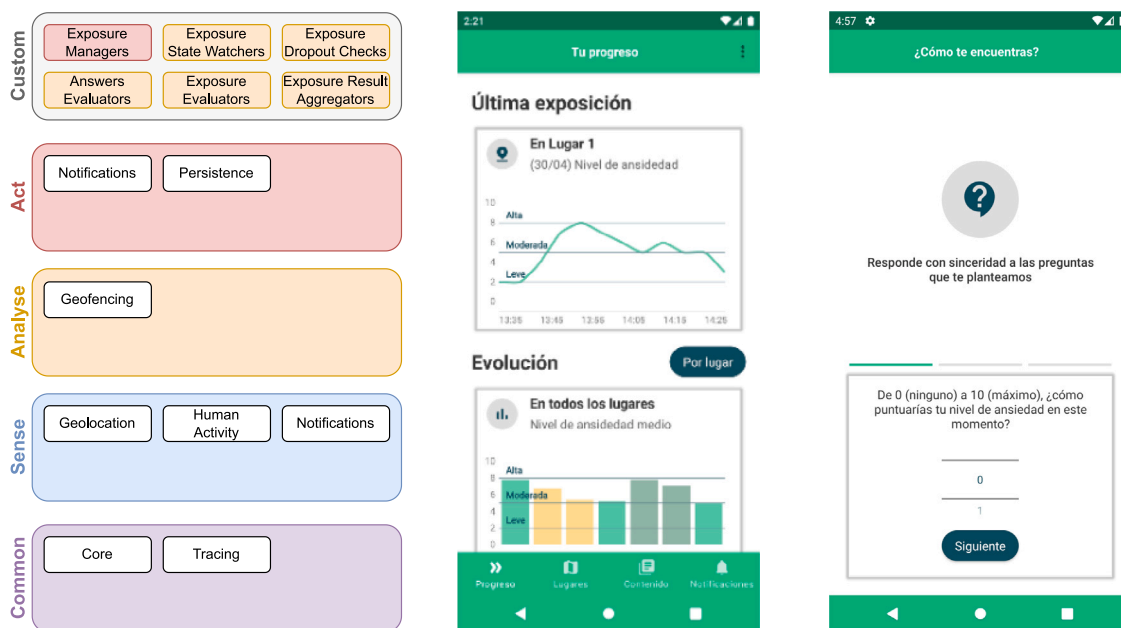 Custom
Exposure
Managers
Exposure
State Watchers
Exposure
Dropout Checks
Answers
Evaluators
Exposure
Evaluators
Exposure Result
Aggregators
Act
Notifications
Persistence
Analyse
Geofencing
Sense
Geolocation
Human
Activity
Notifications
Common
Core
Tracing
2:21
Tu progreso
Última exposición
En Lugar 1
(30/04) Nivel de ansidedad
10
Alta
8
6
Moderada
4
Leve
2
0
13:35 13:45 13:56 14:05 14:15 14:25
Evolución
Por lugar
En todos los lugares
Nivel de ansidedad medio
10
Alta
8
6
Moderada
4
Leve
2
0
Progreso
Lugares
Contenido
Notificaciones
4:57
¿Cómo te encuentras?
Responde con sinceridad a las preguntas
que te planteamos
De 0 (ninguno) a 10 (máximo), ¿cómo
puntuarías tu nivel de ansiedad en este
momento?
0
1
Siguiente